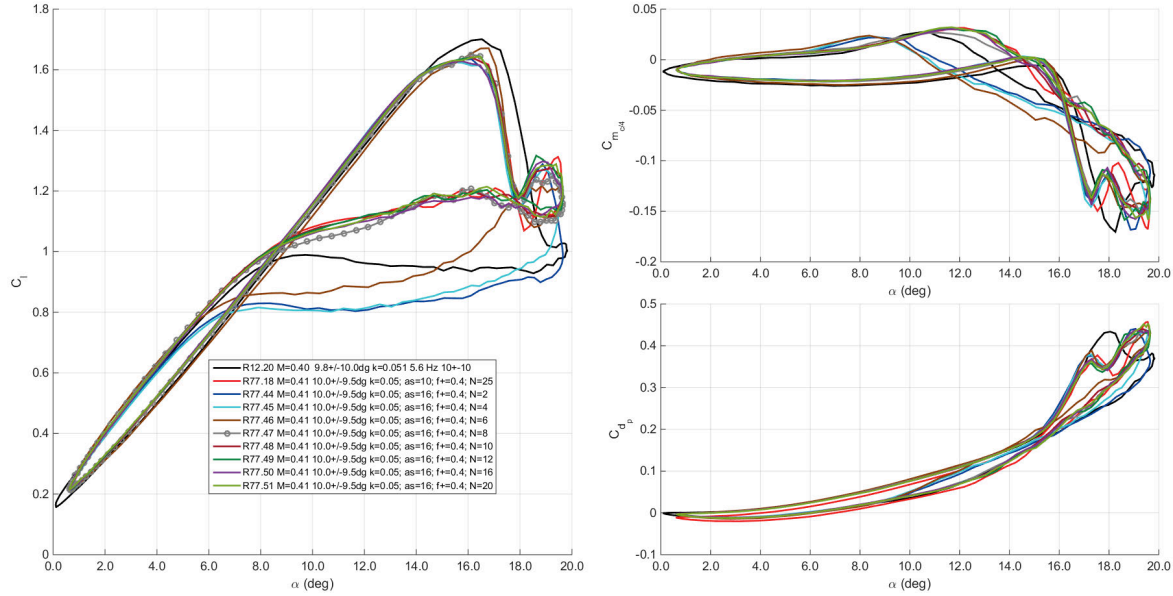 1.8
1.6
1.4
1.2
1
0.8
0.6
0.4
0.2
0
C_l
0.0 2.0 4.0 6.0 8.0 10.0 12.0 14.0 16.0 18.0 20.0
α (deg)
R12.20 M=0.40  9.8+/-10.0dg k=0.051 5.6 Hz 10+-10
R77.18 M=0.41 10.0+/-9.5dg k=0.05; as=10; f+=0.4; N=25
R77.44 M=0.41 10.0+/-9.5dg k=0.05; as=16; f+=0.4; N=2
R77.45 M=0.41 10.0+/-9.5dg k=0.05; as=16; f+=0.4; N=4
R77.46 M=0.41 10.0+/-9.5dg k=0.05; as=16; f+=0.4; N=6
R77.47 M=0.41 10.0+/-9.5dg k=0.05; as=16; f+=0.4; N=8
R77.48 M=0.41 10.0+/-9.5dg k=0.05; as=16; f+=0.4; N=10
R77.49 M=0.41 10.0+/-9.5dg k=0.05; as=16; f+=0.4; N=12
R77.50 M=0.41 10.0+/-9.5dg k=0.05; as=16; f+=0.4; N=16
R77.51 M=0.41 10.0+/-9.5dg k=0.05; as=16; f+=0.4; N=20
0.05
0
-0.05
-0.1
-0.15
-0.2
C_m_c/4
0.0 2.0 4.0 6.0 8.0 10.0 12.0 14.0 16.0 18.0 20.0
α (deg)
0.5
0.4
0.3
0.2
0.1
0
-0.1
C_d_p
0.0 2.0 4.0 6.0 8.0 10.0 12.0 14.0 16.0 18.0 20.0
α (deg)